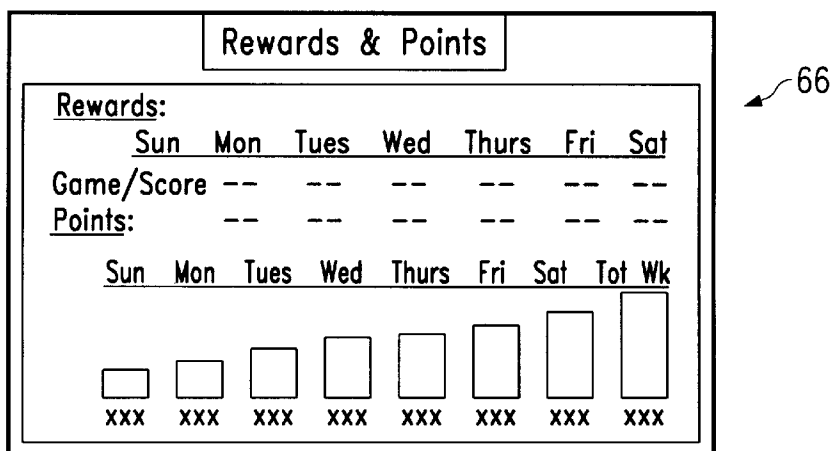 Rewards & Points
66
Rewards:
Sun Mon Tues Wed Thurs Fri Sat
Game/Score -- -- -- -- -- --
Points: -- -- -- -- -- --
Sun Mon Tues Wed Thurs Fri Sat Tot Wk
xxx xxx xxx xxx xxx xxx xxx xxx